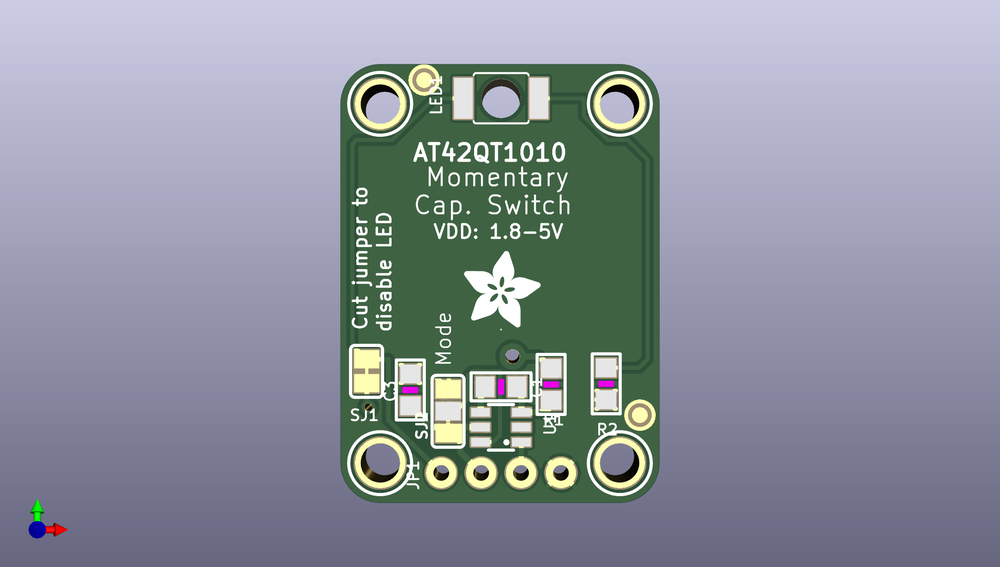 LED1
AT42QT1010
Momentary
Cap. Switch
VDD: 1.8-5V
Cut jumper to
disable LED
Mode
C3
SJ1
SJ2
R2
JP1